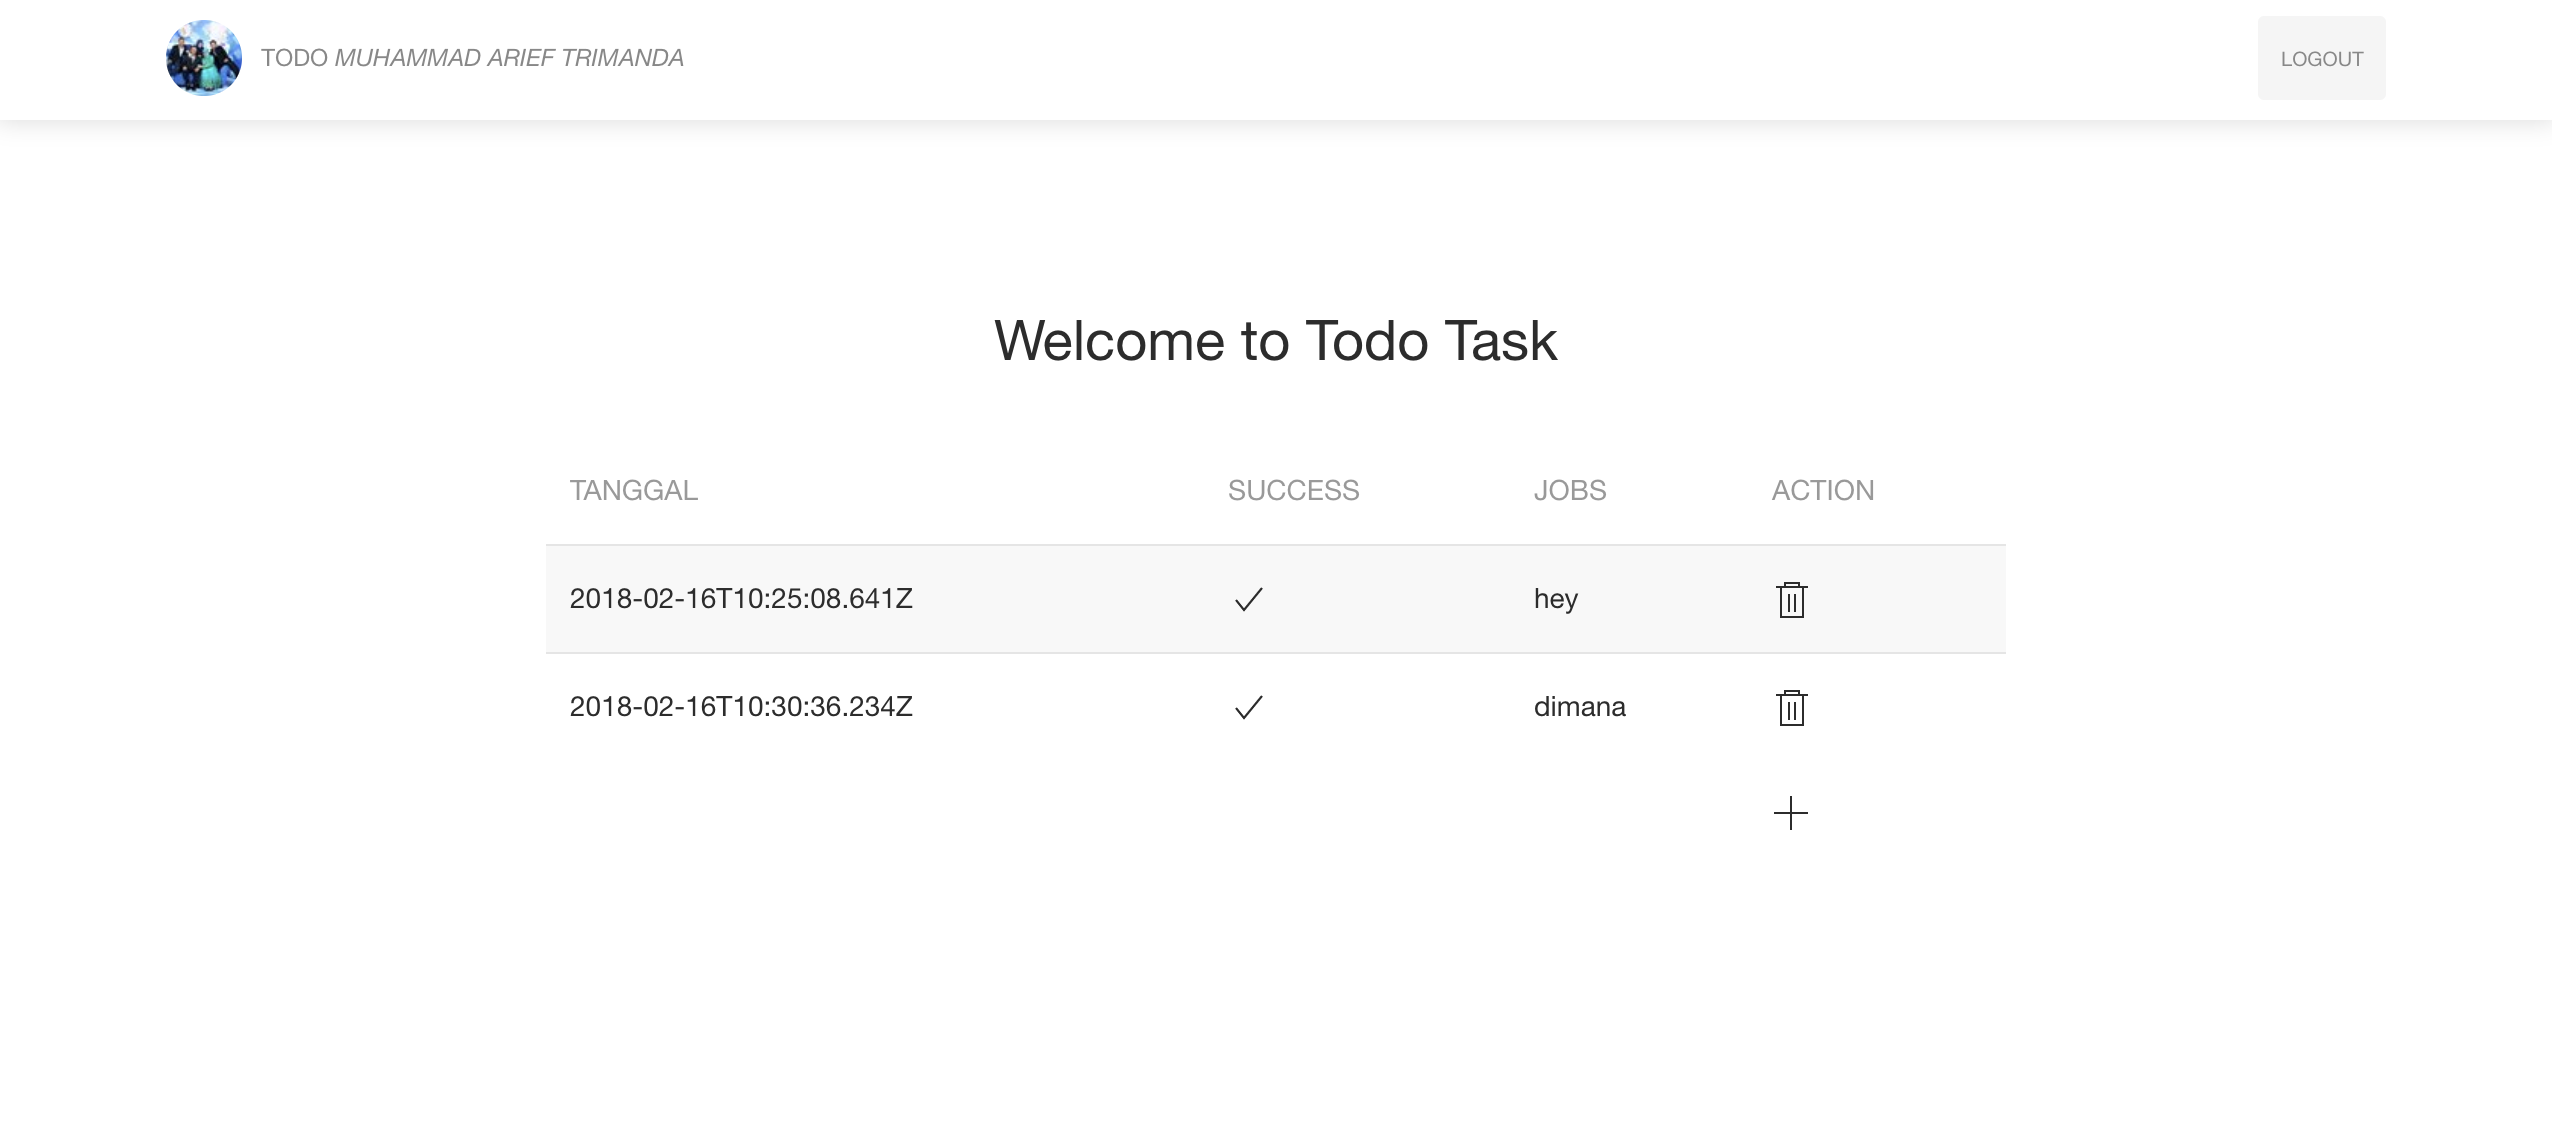 TODO MUHAMMAD ARIEF TRIMANDA
LOGOUT
Welcome to Todo Task
TANGGAL SUCCESS JOBS ACTION
2018-02-16T10:25:08.641Z hey
2018-02-16T10:30:36.234Z dimana